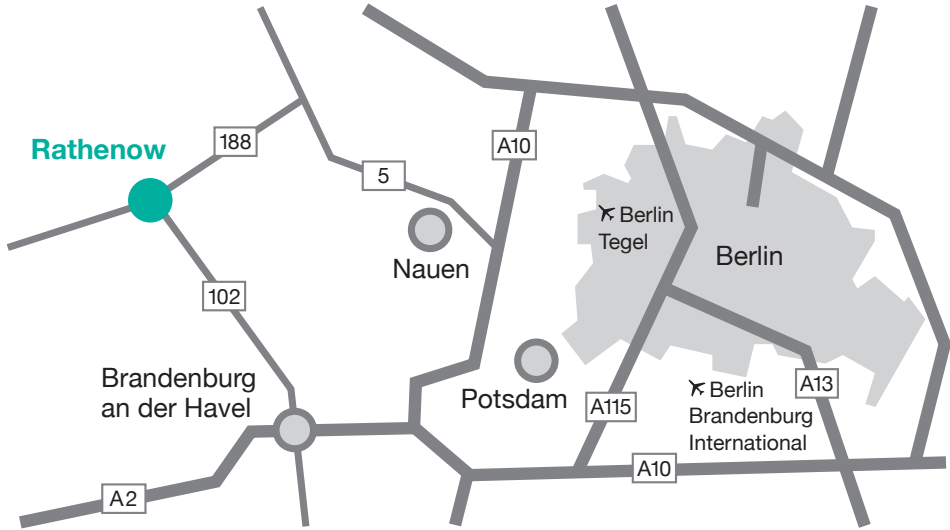 Rathenow
188
A10
5
Berlin
Tegel
Berlin
Nauen
102
Brandenburg
an der Havel
Potsdam
A115
Berlin
Brandenburg
International
A13
A10
A2